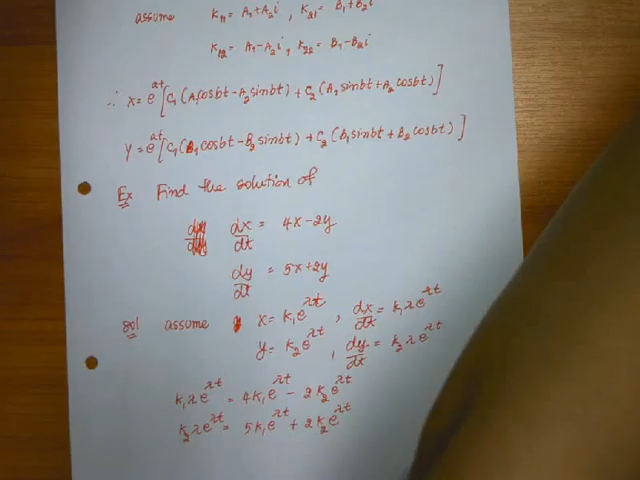 assume K₁₁ = A₁+A₂i , K₂₁ = B₁+B₂i
K₁₂ = A₁-A₂i , K₂₂ = B₁-B₂i
∴ x = e^at [C₁(A₁cosbt-A₂sinbt)+C₂(A₁sinbt+A₂cosbt)]
y = e^at [C₁(B₁cosbt-B₂sinbt)+C₂(B₁sinbt+B₂cosbt)]
Ex Find the solution of
dx/dt = 4x-2y
dy/dt = 5x+2y
Sol assume x = k₁e^λt , dx/dt = k₁λe^λt
y = k₂e^λt , dy/dt = k₂λe^λt
k₁λe^λt = 4k₁e^λt - 2k₂e^λt
k₂λe^λt = 5k₁e^λt + 2k₂e^λt